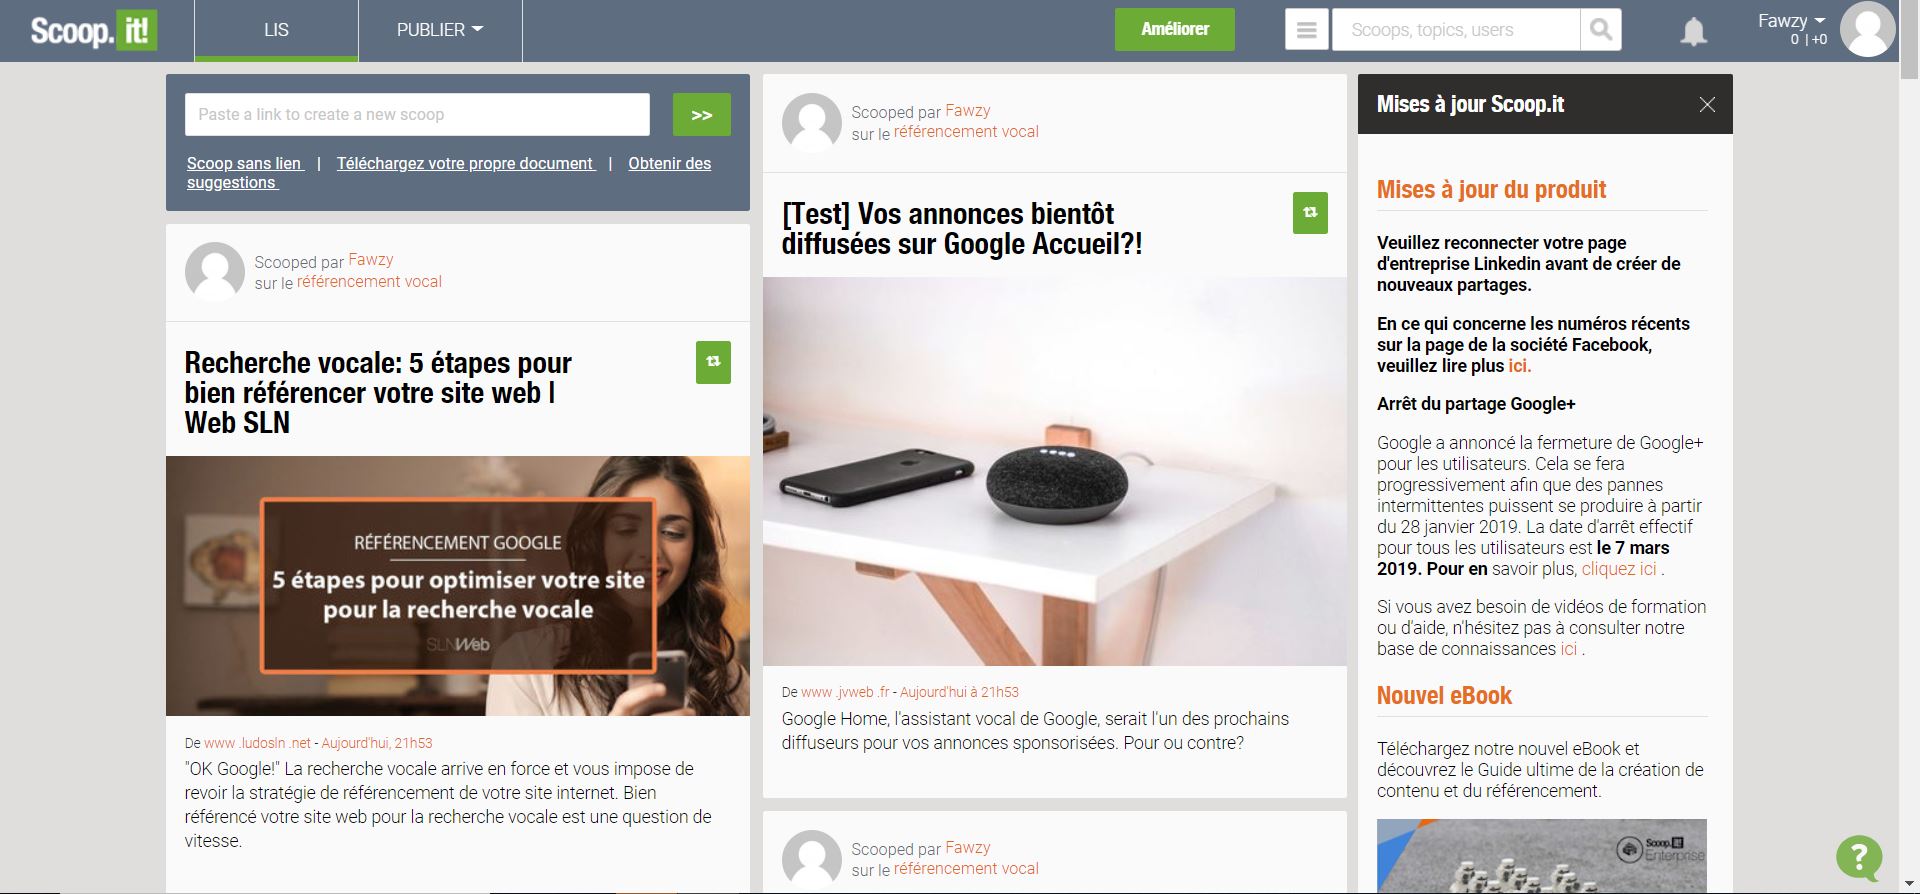 Scoop.it!
LIS
PUBLIER
Améliorer
Scoops, topics, users
Fawzy
0 | +0
Paste a link to create a new scoop
>>
Scoop sans lien | Téléchargez votre propre document | Obtenir des
suggestions
Scooped par Fawzy
sur le référencement vocal
Recherche vocale: 5 étapes pour
bien référencer votre site web |
Web SLN
RÉFÉRENCEMENT GOOGLE
5 étapes pour optimiser votre site
pour la recherche vocale
SLNWeb
De www .ludosln .net - Aujourd'hui, 21h53
"OK Google!" La recherche vocale arrive en force et vous impose de
revoir la stratégie de référencement de votre site internet. Bien
référencé votre site web pour la recherche vocale est une question de
vitesse.
Scooped par Fawzy
sur le référencement vocal
[Test] Vos annonces bientôt
diffusées sur Google Accueil?!
De www .jvweb .fr - Aujourd'hui à 21h53
Google Home, l'assistant vocal de Google, serait l'un des prochains
diffuseurs pour vos annonces sponsorisées. Pour ou contre?
Scooped par Fawzy
sur le référencement vocal
Mises à jour Scoop.it
Mises à jour du produit
Veuillez reconnecter votre page
d'entreprise Linkedin avant de créer de
nouveaux partages.
En ce qui concerne les numéros récents
sur la page de la société Facebook,
veuillez lire plus ici.
Arrêt du partage Google+
Google a annoncé la fermeture de Google+
pour les utilisateurs. Cela se fera
progressivement afin que des pannes
intermittentes puissent se produire à partir
du 28 janvier 2019. La date d'arrêt effectif
pour tous les utilisateurs est le 7 mars
2019. Pour en savoir plus, cliquez ici .
Si vous avez besoin de vidéos de formation
ou d'aide, n'hésitez pas à consulter notre
base de connaissances ici .
Nouvel eBook
Téléchargez notre nouvel eBook et
découvrez le Guide ultime de la création de
contenu et du référencement.
Scoop.it!
Enterprise
?